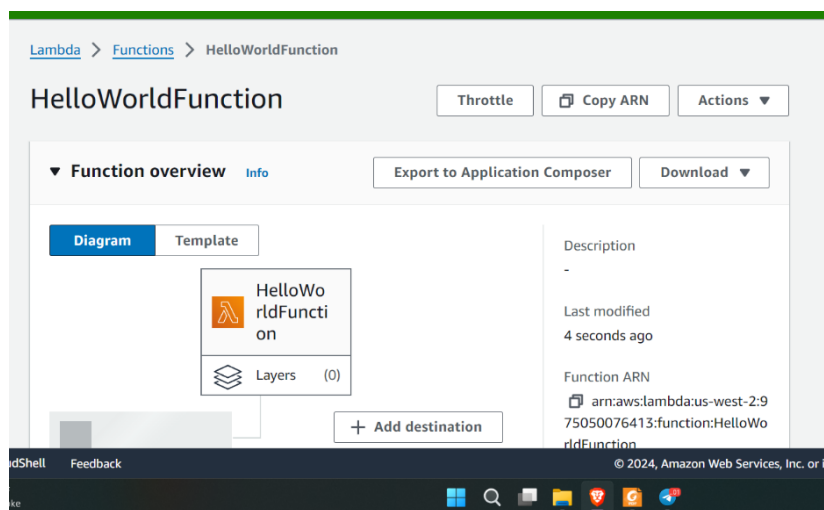 Lambda > Functions > HelloWorldFunction
HelloWorldFunction
Throttle
Copy ARN
Actions
Function overview
Info
Export to Application Composer
Download
Diagram
Template
HelloWo
rldFuncti
on
Layers (0)
+ Add destination
Description
-
Last modified
4 seconds ago
Function ARN
arn:aws:lambda:us-west-2:9
75050076413:function:HelloWo
rldFunction
Feedback
© 2024, Amazon Web Services, Inc. or